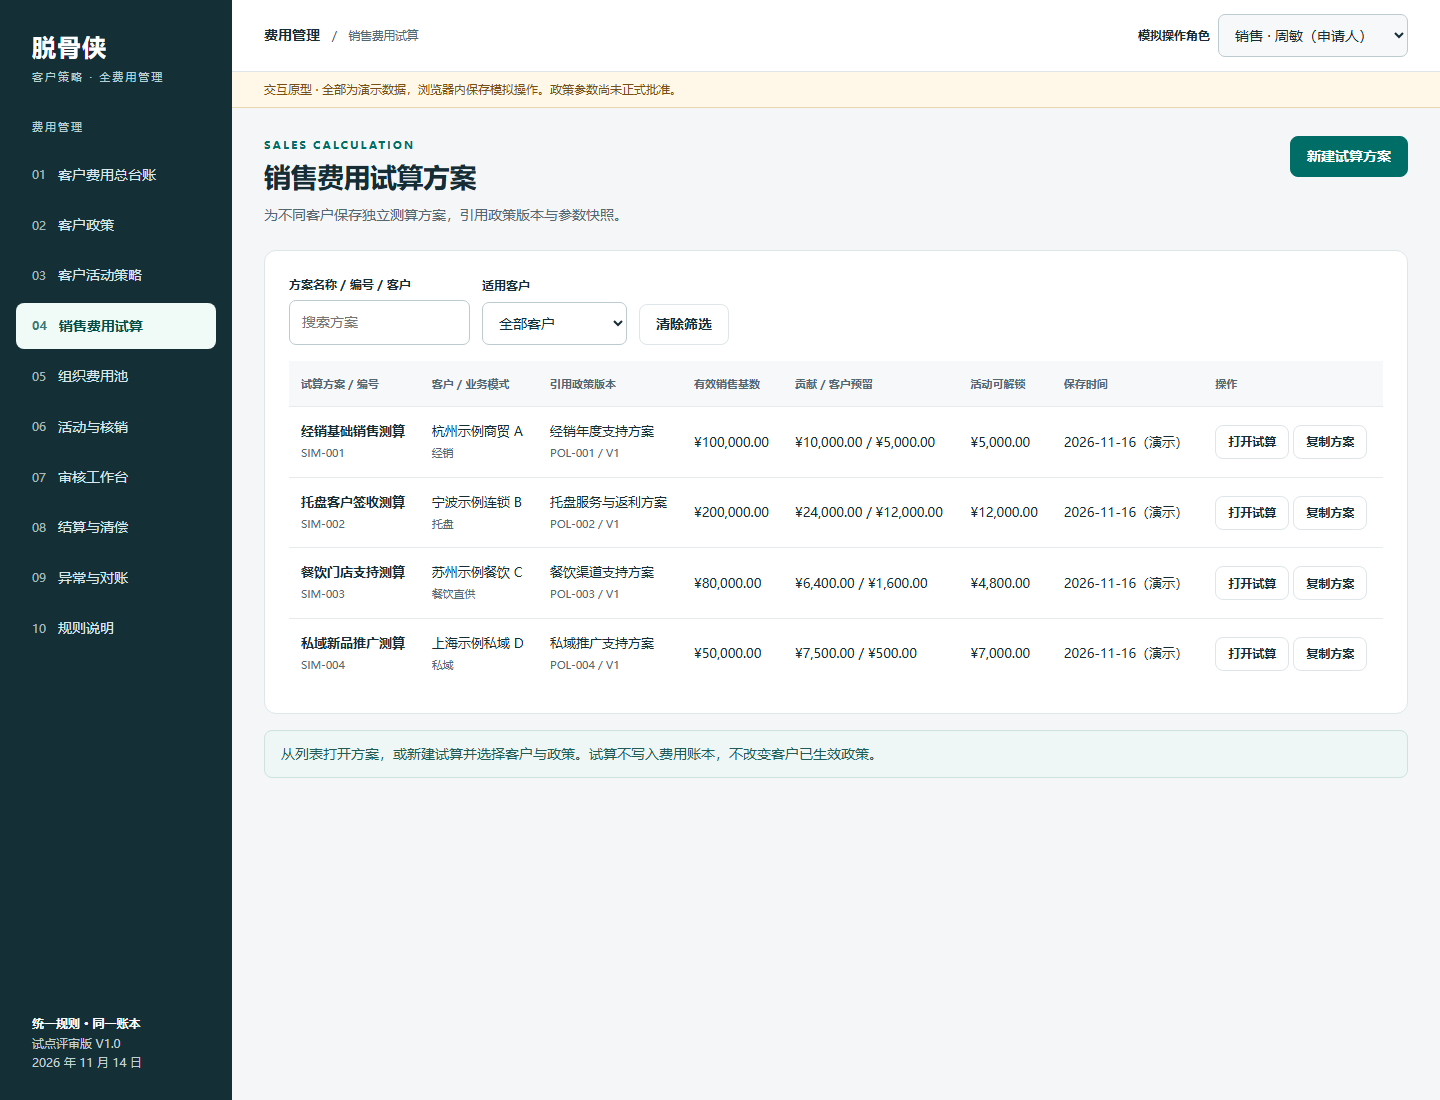 脱骨侠
客户策略 · 全费用管理
费用管理
01 客户费用总台账
02 客户政策
03 客户活动策略
04 销售费用试算
05 组织费用池
06 活动与核销
07 审核工作台
08 结算与清偿
09 异常与对账
10 规则说明
统一规则 • 同一账本
试点评审版 V1.0
2026 年 11 月 14 日
费用管理 / 销售费用试算
模拟操作角色 销售 · 周敏（申请人）
交互原型 · 全部为演示数据，浏览器内保存模拟操作。政策参数尚未正式批准。
SALES CALCULATION
销售费用试算方案
为不同客户保存独立测算方案，引用政策版本与参数快照。
新建试算方案
方案名称 / 编号 / 客户 适用客户
搜索方案 全部客户 清除筛选
试算方案 / 编号 客户 / 业务模式 引用政策版本 有效销售基数 贡献 / 客户预留 活动可解锁 保存时间 操作
经销基础销售测算 杭州示例商贸 A 经销年度支持方案
¥100,000.00 ¥10,000.00 / ¥5,000.00 ¥5,000.00 2026-11-16（演示） 打开试算 复制方案
SIM-001 经销 POL-001 / V1
托盘客户签收测算 宁波示例连锁 B 托盘服务与返利方案
¥200,000.00 ¥24,000.00 / ¥12,000.00 ¥12,000.00 2026-11-16（演示） 打开试算 复制方案
SIM-002 托盘 POL-002 / V1
餐饮门店支持测算 苏州示例餐饮 C 餐饮渠道支持方案
¥80,000.00 ¥6,400.00 / ¥1,600.00 ¥4,800.00 2026-11-16（演示） 打开试算 复制方案
SIM-003 餐饮直供 POL-003 / V1
私域新品推广测算 上海示例私域 D 私域推广支持方案
¥50,000.00 ¥7,500.00 / ¥500.00 ¥7,000.00 2026-11-16（演示） 打开试算 复制方案
SIM-004 私域 POL-004 / V1
从列表打开方案，或新建试算并选择客户与政策。试算不写入费用账本，不改变客户已生效政策。